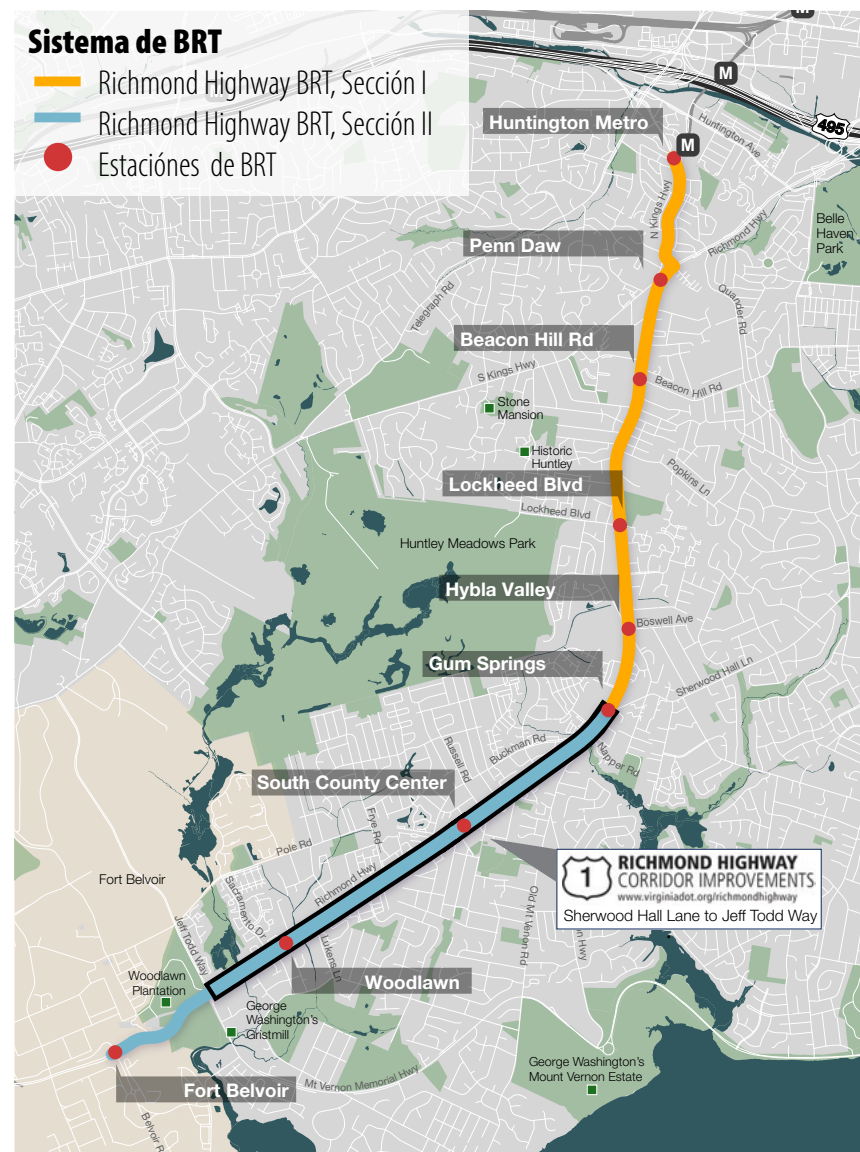 Sistema de BRT
Richmond Highway BRT, Sección I
Richmond Highway BRT, Sección II
Estaciónes de BRT
M
M
495
Huntington Metro
M
Huntington Ave
N Kings Hwy
Richmond Hwy
Belle
Haven
Park
Penn Daw
Telegraph Rd
Quander Rd
Beacon Hill Rd
S Kings Hwy
Beacon Hill Rd
Stone
Mansion
Historic
Huntley
Popkins Ln
Lockheed Blvd
Lockheed Blvd
Huntley Meadows Park
Hybla Valley
Boswell Ave
Gum Springs
Sherwood Hall Ln
Buckman Rd
Russell Rd
Napper Rd
South County Center
Frye Rd
Pole Rd
Richmond Hwy
1
RICHMOND HIGHWAY
CORRIDOR IMPROVEMENTS
www.virginiadot.org/richmondhighway
Sherwood Hall Lane to Jeff Todd Way
Fort Belvoir
Sacramento Dr
Jeff Todd Way
Lukens Ln
Old Mt Venon Rd
n Hwy
Woodlawn
Woodlawn
Plantation
George
Washington's
Gristmill
George Washington's
Mount Vernon Estate
Mt Vernon Memorial Hwy
Fort Belvoir
Belvoir R